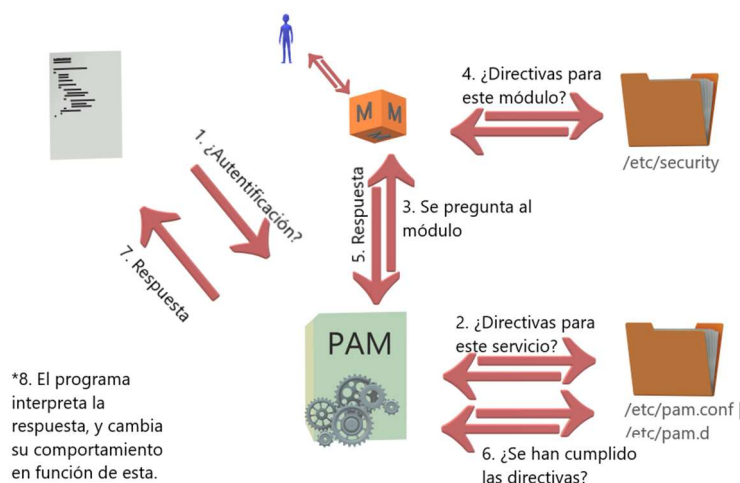 4. ¿Directivas para
este módulo?
M M
M
/etc/security
1. ¿Autentificación?
5. Respuesta
3. Se pregunta al
módulo
7. Respuesta
2. ¿Directivas para
este servicio?
PAM
*8. El programa
interpreta la
respuesta, y cambia
su comportamiento
en función de esta.
/etc/pam.conf |
/etc/pam.d
6. ¿Se han cumplido
las directivas?